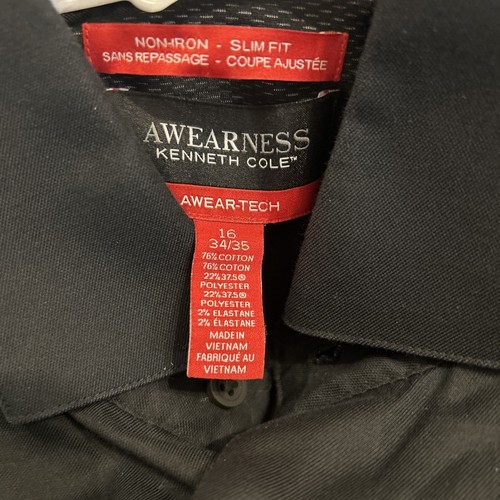 NON-IRON - SLIM FIT
SANS REPASSAGE - COUPE AJUSTÉE
AWEARNESS
KENNETH COLE™
AWEAR-TECH
16
34/35
76% COTTON
76% COTON
22% 37.5®
POLYESTER
22% 37.5®
POLYESTER
2% ELASTANE
2% ÉLASTANE
MADE IN
VIETNAM
FABRIQUÉ AU
VIETNAM